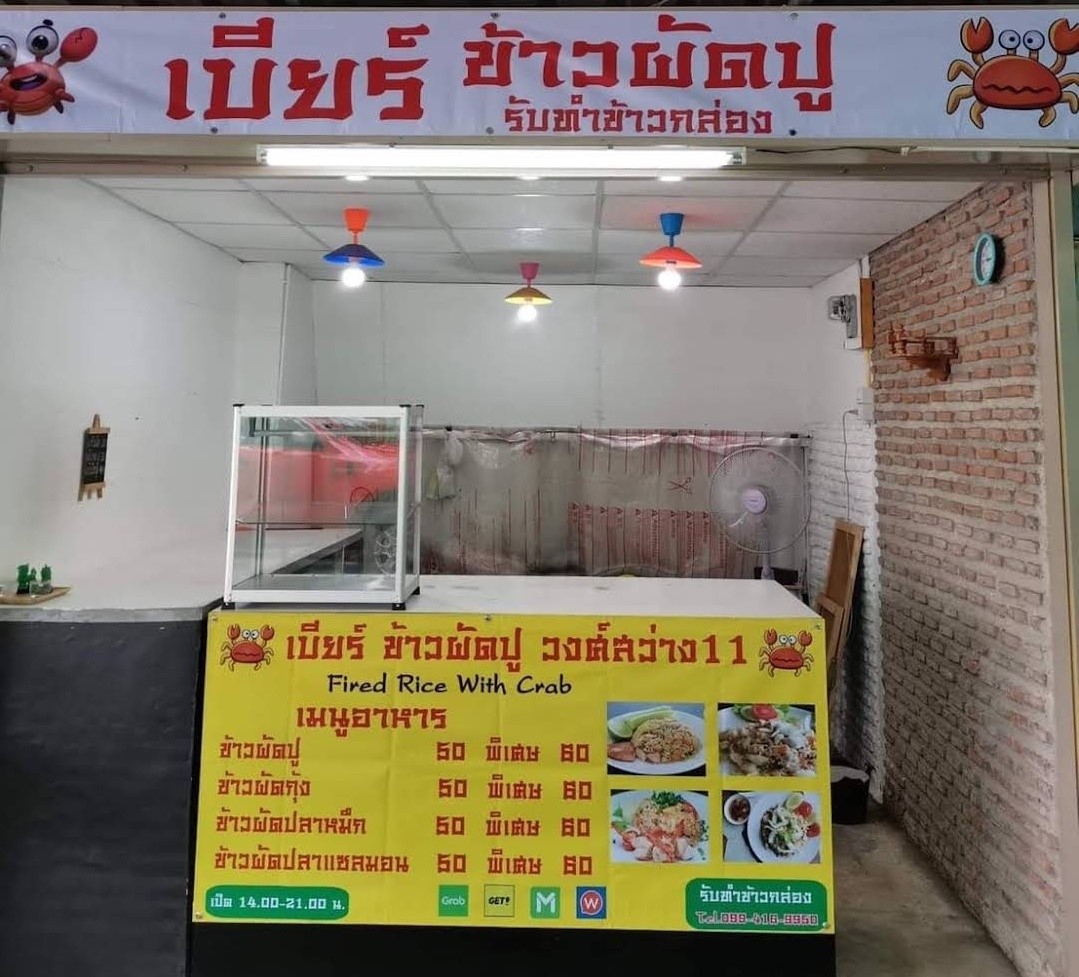 เบียร์ ข้าวผัดปู
รับทำข้าวกล่อง
เบียร์ ข้าวผัดปู วงศ์สว่าง11
Fired Rice With Crab
เมนูอาหาร
ข้าวผัดปู 50 พิเศษ 60
ข้าวผัดกุ้ง 50 พิเศษ 60
ข้าวผัดปลาหมึก 50 พิเศษ 60
ข้าวผัดปลาแซลมอน 50 พิเศษ 60
เปิด 14.00-21.00 น.
Grab GET! M W
รับทำข้าวกล่อง
Tel.099-416-9950